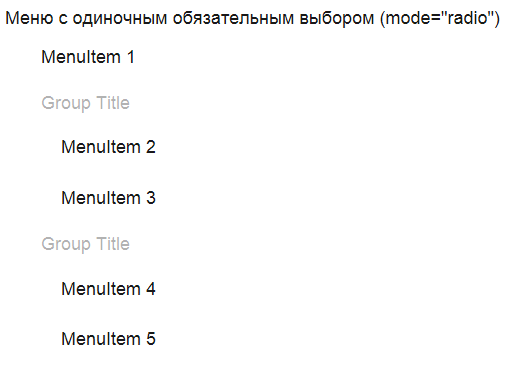 Меню с одиночным обязательным выбором (mode="radio")
MenuItem 1
Group Title
MenuItem 2
MenuItem 3
Group Title
MenuItem 4
MenuItem 5